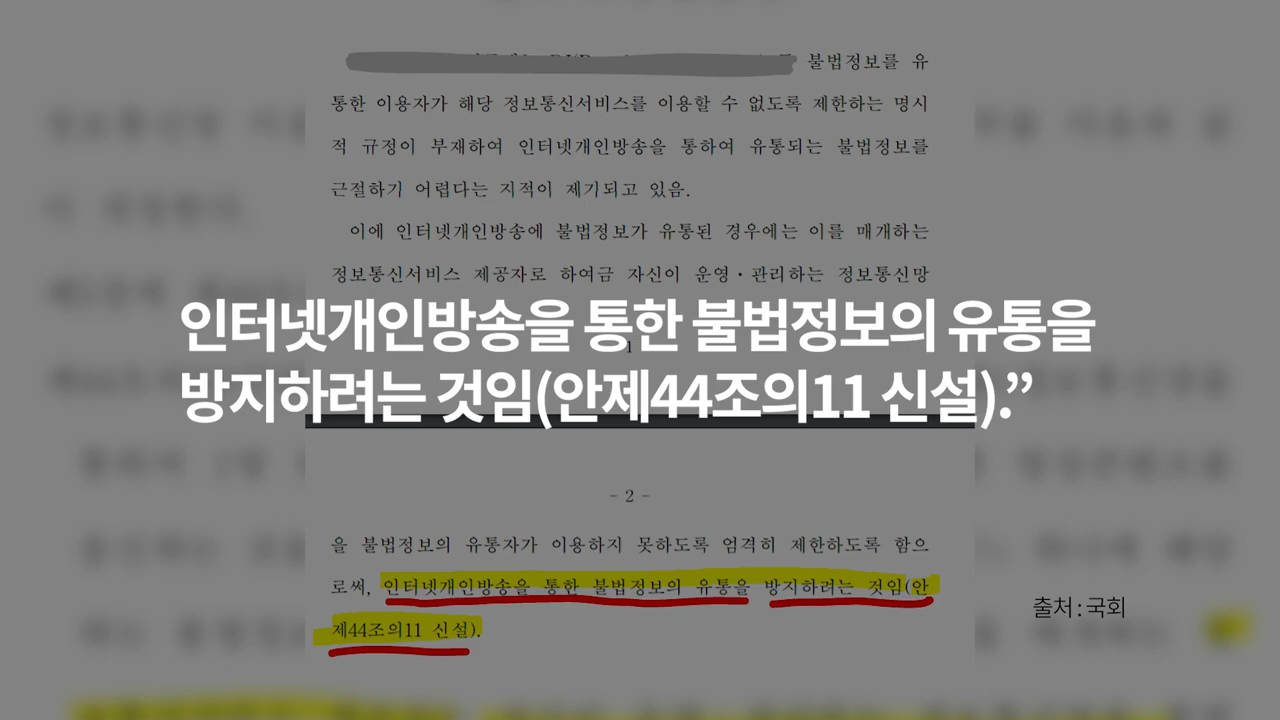 불법정보를 유
통한 이용자가 해당 정보통신서비스를 이용할 수 없도록 제한하는 명시
적 규정이 부재하여 인터넷개인방송을 통하여 유통되는 불법정보를
근절하기 어렵다는 지적이 제기되고 있음.
이에 인터넷개인방송에 불법정보가 유통된 경우에는 이를 매개하는
정보통신서비스 제공자로 하여금 자신이 운영·관리하는 정보통신망
인터넷개인방송을 통한 불법정보의 유통을
방지하려는 것임(안제44조의11 신설).”
- 2 -
을 불법정보의 유통자가 이용하지 못하도록 엄격히 제한하도록 함으
로써, 인터넷개인방송을 통한 불법정보의 유통을 방지하려는 것임(안
제44조의11 신설).
출처 : 국회